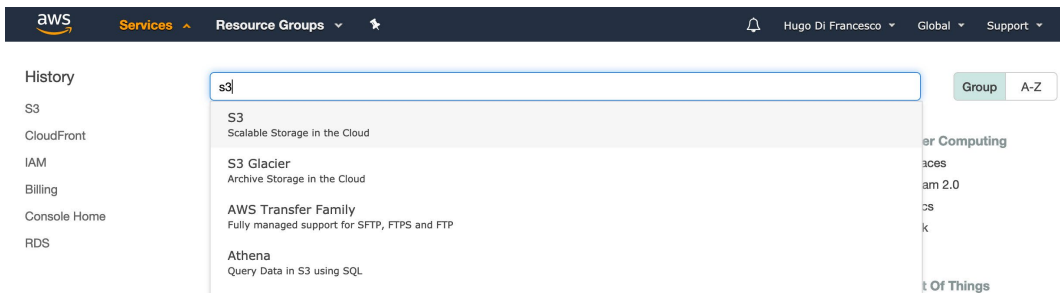 aws Services Resource Groups Hugo Di Francesco Global Support
History
s3
Group A-Z
S3
CloudFront
IAM
Billing
Console Home
RDS
S3
Scalable Storage in the Cloud
S3 Glacier
Archive Storage in the Cloud
AWS Transfer Family
Fully managed support for SFTP, FTPS and FTP
Athena
Query Data in S3 using SQL
er Computing
aces
am 2.0
cs
k
t Of Things